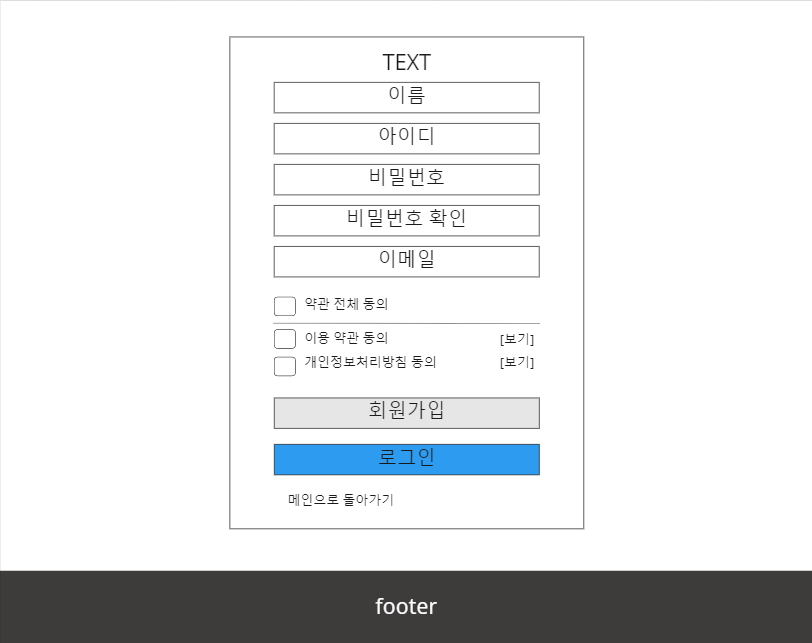 TEXT
이름
아이디
비밀번호
비밀번호 확인
이메일
약관 전체 동의
이용 약관 동의 [보기]
개인정보처리방침 동의 [보기]
회원가입
로그인
메인으로 돌아가기
footer